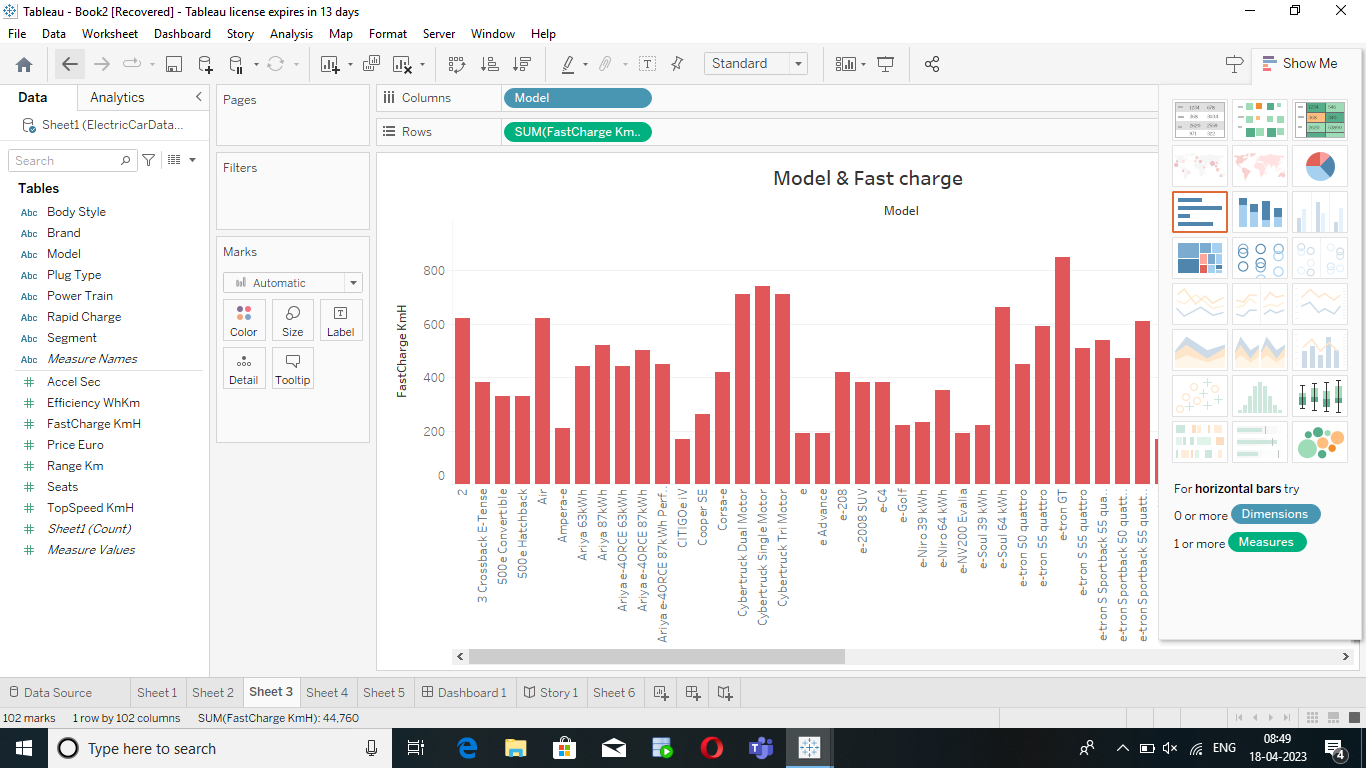 Tableau - Book2 [Recovered] - Tableau license expires in 13 days
File Data Worksheet Dashboard Story Analysis Map Format Server Window Help
Standard
Show Me
Data Analytics
Sheet1 (ElectricCarData...
Search
Tables
Abc Body Style
Abc Brand
Abc Model
Abc Plug Type
Abc Power Train
Abc Rapid Charge
Abc Segment
Abc Measure Names
Accel Sec
Efficiency WhKm
FastCharge KmH
Price Euro
Range Km
Seats
TopSpeed KmH
Sheet1 (Count)
Measure Values
Pages
Filters
Marks
Automatic
Color Size Label
Detail Tooltip
Columns Model
Rows SUM(FastCharge Km..
Model & Fast charge
Model
FastCharge KmH
800
600
400
200
0
2
3 Crossback E-Tense
500e Convertible
500e Hatchback
Air
Ampera-e
Ariya 63kWh
Ariya 87kWh
Ariya e-4ORCE 63kWh
Ariya e-4ORCE 87kWh
Ariya e-4ORCE 87kWh Perf..
CITIGOe iV
Cooper SE
Corsa-e
Cybertruck Dual Motor
Cybertruck Single Motor
Cybertruck Tri Motor
e
e Advance
e-208
e-2008 SUV
e-C4
e-Golf
e-Niro 39 kWh
e-Niro 64 kWh
e-NV200 Evalia
e-Soul 39 kWh
e-Soul 64 kWh
e-tron 50 quattro
e-tron 55 quattro
e-tron GT
e-tron S 55 quattro
e-tron S Sportback 55 qua..
e-tron Sportback 50 quatt..
e-tron Sportback 55 quatt..
For horizontal bars try
0 or more Dimensions
1 or more Measures
Data Source Sheet 1 Sheet 2 Sheet 3 Sheet 4 Sheet 5 Dashboard 1 Story 1 Sheet 6
102 marks 1 row by 102 columns SUM(FastCharge KmH): 44,760
Type here to search
ENG
08:49
18-04-2023
4